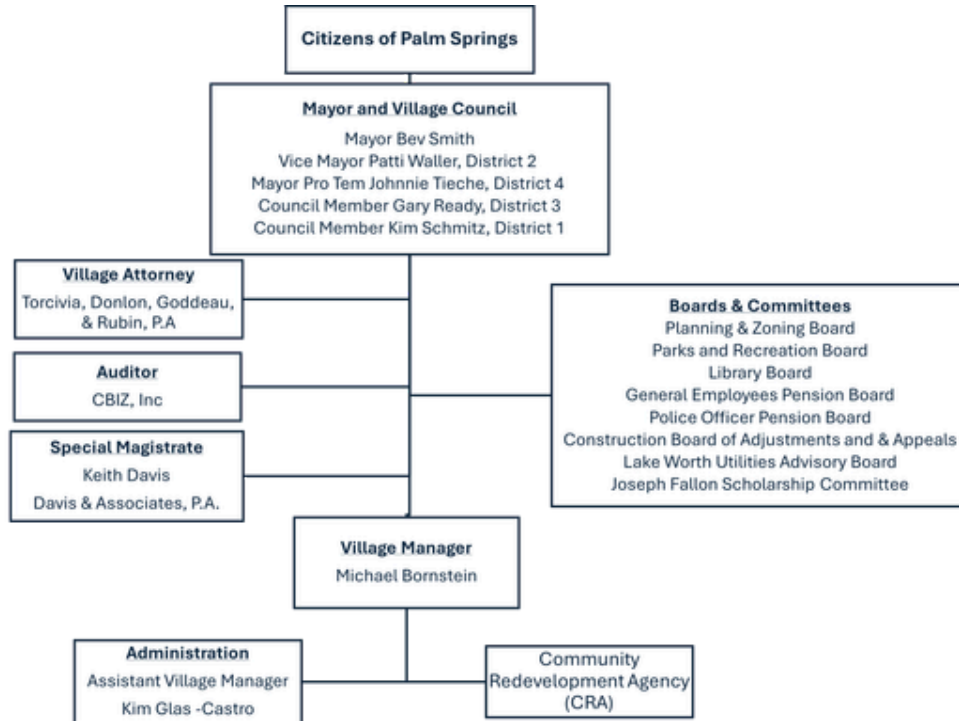 Citizens of Palm Springs
Mayor and Village Council
Mayor Bev Smith
Vice Mayor Patti Waller, District 2
Mayor Pro Tem Johnnie Tieche, District 4
Council Member Gary Ready, District 3
Council Member Kim Schmitz, District 1
Village Attorney
Torcivia, Donlon, Goddeau,
& Rubin, P.A
Auditor
CBIZ, Inc
Special Magistrate
Keith Davis
Davis & Associates, P.A.
Boards & Committees
Planning & Zoning Board
Parks and Recreation Board
Library Board
General Employees Pension Board
Police Officer Pension Board
Construction Board of Adjustments and & Appeals
Lake Worth Utilities Advisory Board
Joseph Fallon Scholarship Committee
Village Manager
Michael Bornstein
Administration
Assistant Village Manager
Kim Glas -Castro
Community
Redevelopment Agency
(CRA)